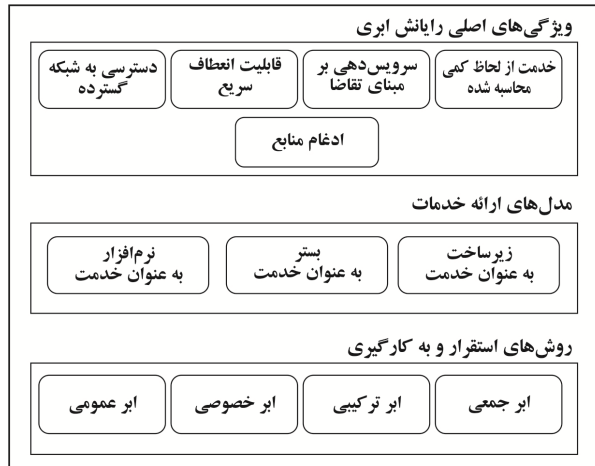 ویژگی‌های اصلی رایانش ابری
خدمت از لحاظ کمی
محاسبه شده
سرویس‌دهی بر
مبنای تقاضا
قابلیت انعطاف
سریع
دسترسی به شبکه
گسترده
ادغام منابع
مدل‌های ارائه خدمات
زیرساخت
به عنوان خدمت
بستر
به عنوان خدمت
نرم‌افزار
به عنوان خدمت
روش‌های استقرار و به کارگیری
ابر جمعی
ابر ترکیبی
ابر خصوصی
ابر عمومی